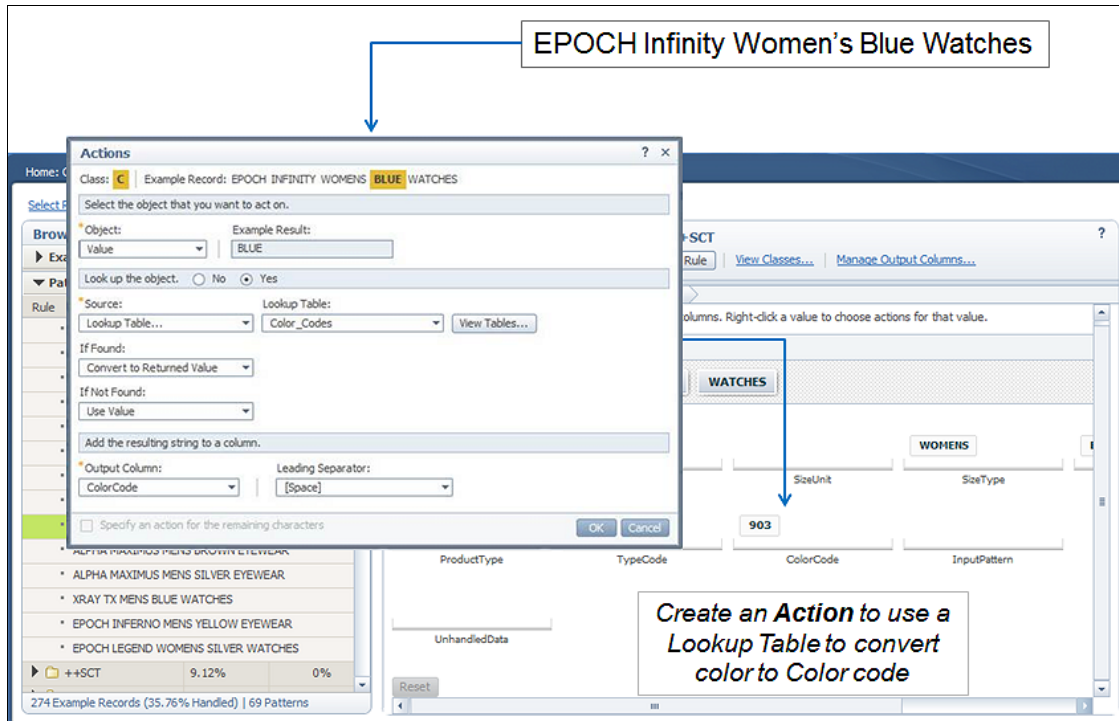 EPOCH Infinity Women's Blue Watches
Actions ? ×
Class: C | Example Record: EPOCH INFINITY WOMENS BLUE WATCHES
Select the object that you want to act on.
*Object: Example Result:
Value BLUE
Look up the object. No Yes
*Source: Lookup Table:
Lookup Table... Color_Codes View Tables...
If Found:
Convert to Returned Value
If Not Found:
Use Value
Add the resulting string to a column.
*Output Column: Leading Separator:
ColorCode [Space]
Specify an action for the remaining characters OK Cancel
Home:
Select
Brow
Exa
Pat
Rule
+SCT ?
Rule | View Classes... | Manage Output Columns...
olumns. Right-click a value to choose actions for that value.
WATCHES
WOMENS
SizeUnit SizeType
903
ProductType TypeCode ColorCode InputPattern
UnhandledData
Reset
ALPHA MAXIMUS MENS BROWN EYEWEAR
ALPHA MAXIMUS MENS SILVER EYEWEAR
XRAY TX MENS BLUE WATCHES
EPOCH INFERNO MENS YELLOW EYEWEAR
EPOCH LEGEND WOMENS SILVER WATCHES
++SCT 9.12% 0%
274 Example Records (35.76% Handled) | 69 Patterns
Create an Action to use a
Lookup Table to convert
color to Color code